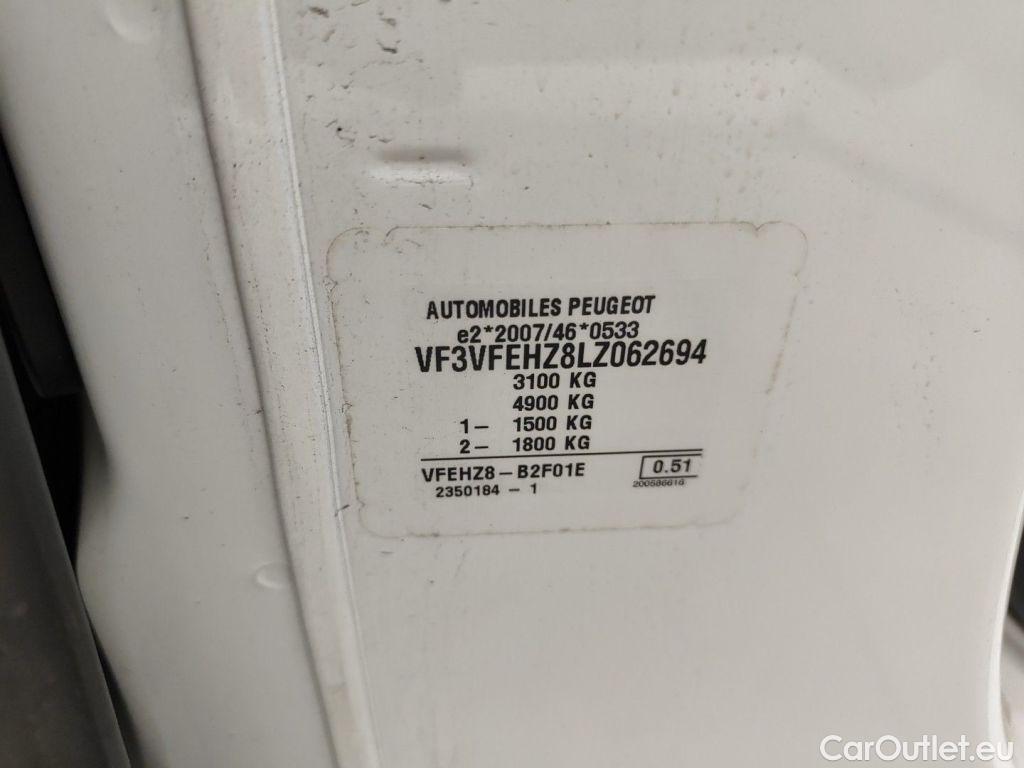 AUTOMOBILES PEUGEOT
e2*2007/46*0533
VF3VFEHZ8LZ062694
3100 KG
4900 KG
1- 1500 KG
2- 1800 KG
VFEHZ8-B2F01E 0.51
2350184 - 1 200586616
CarOutlet.eu